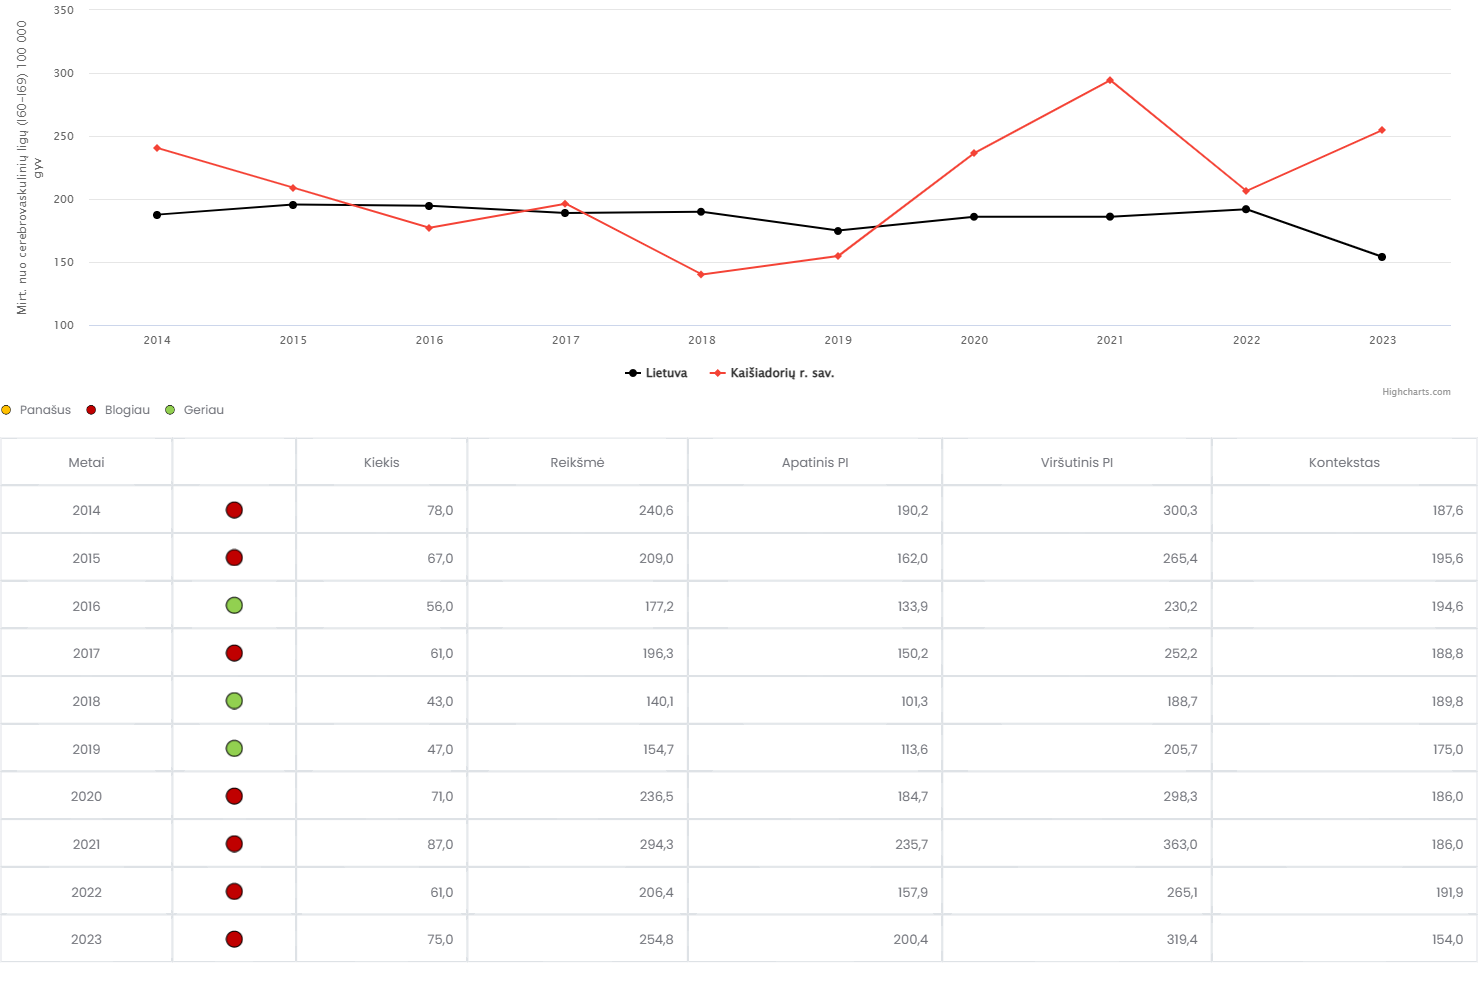 350
300
250
200
150
100
Mirt. nuo cerebrovaskulinių ligų (I60-I69) 100 000
gyv
2014 2015 2016 2017 2018 2019 2020 2021 2022 2023
Lietuva Kaišiadorių r. sav.
Highcharts.com
Panašus Blogiau Geriau
Metai Kiekis Reikšmė Apatinis PI Viršutinis PI Kontekstas
2014 78,0 240,6 190,2 300,3 187,6
2015 67,0 209,0 162,0 265,4 195,6
2016 56,0 177,2 133,9 230,2 194,6
2017 61,0 196,3 150,2 252,2 188,8
2018 43,0 140,1 101,3 188,7 189,8
2019 47,0 154,7 113,6 205,7 175,0
2020 71,0 236,5 184,7 298,3 186,0
2021 87,0 294,3 235,7 363,0 186,0
2022 61,0 206,4 157,9 265,1 191,9
2023 75,0 254,8 200,4 319,4 154,0